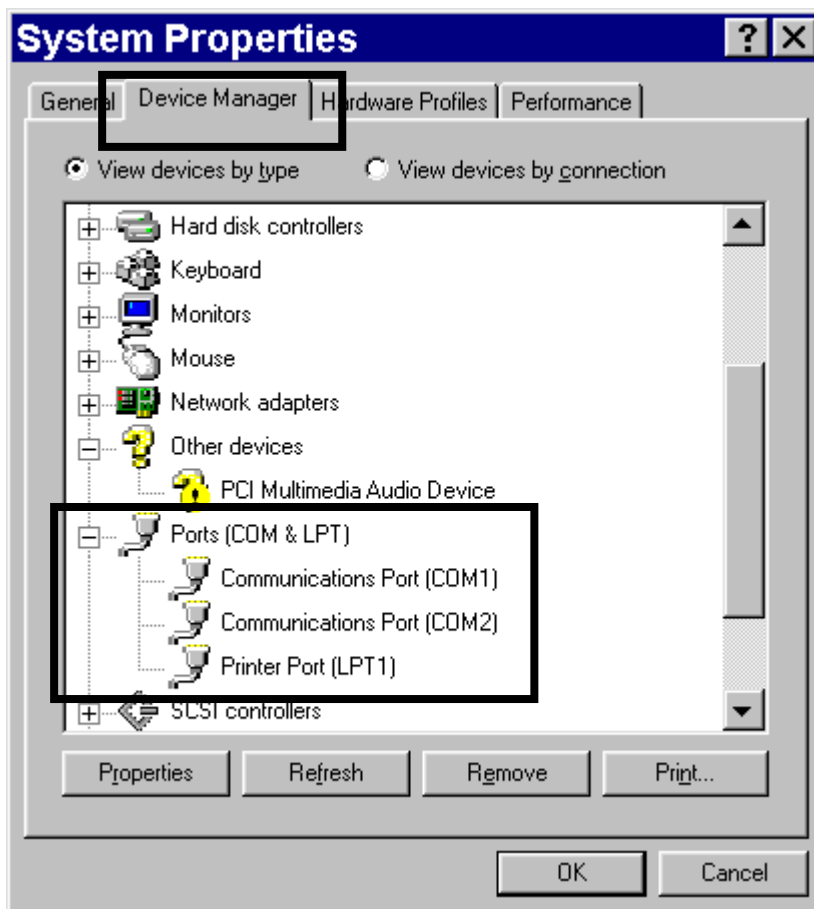 System Properties
General Device Manager Hardware Profiles Performance
View devices by type View devices by connection
Hard disk controllers
Keyboard
Monitors
Mouse
Network adapters
Other devices
PCI Multimedia Audio Device
Ports (COM & LPT)
Communications Port (COM1)
Communications Port (COM2)
Printer Port (LPT1)
SCSI controllers
Properties Refresh Remove Print...
OK Cancel